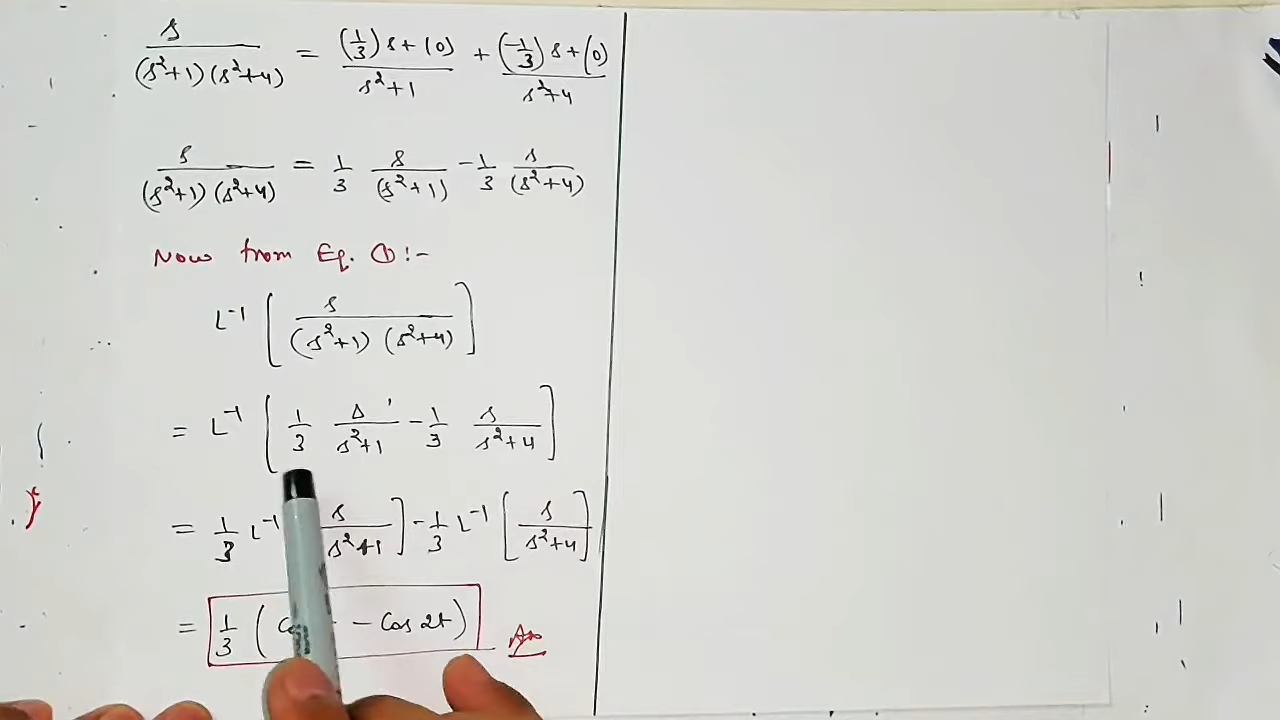 s/((s²+1)(s²+4)) = ((1/3)s+(0))/(s²+1) + ((-1/3)s+(0))/(s²+4)
s/((s²+1)(s²+4)) = 1/3 s/(s²+1) - 1/3 s/(s²+4)
Now from Eq. ①:-
L⁻¹ [ s/((s²+1)(s²+4)) ]
= L⁻¹ [ 1/3 s/(s²+1) - 1/3 s/(s²+4) ]
= 1/3 L⁻¹ s/(s²+1) ] - 1/3 L⁻¹ [ s/(s²+4) ]
= 1/3 ( - Cos 2t) Ans